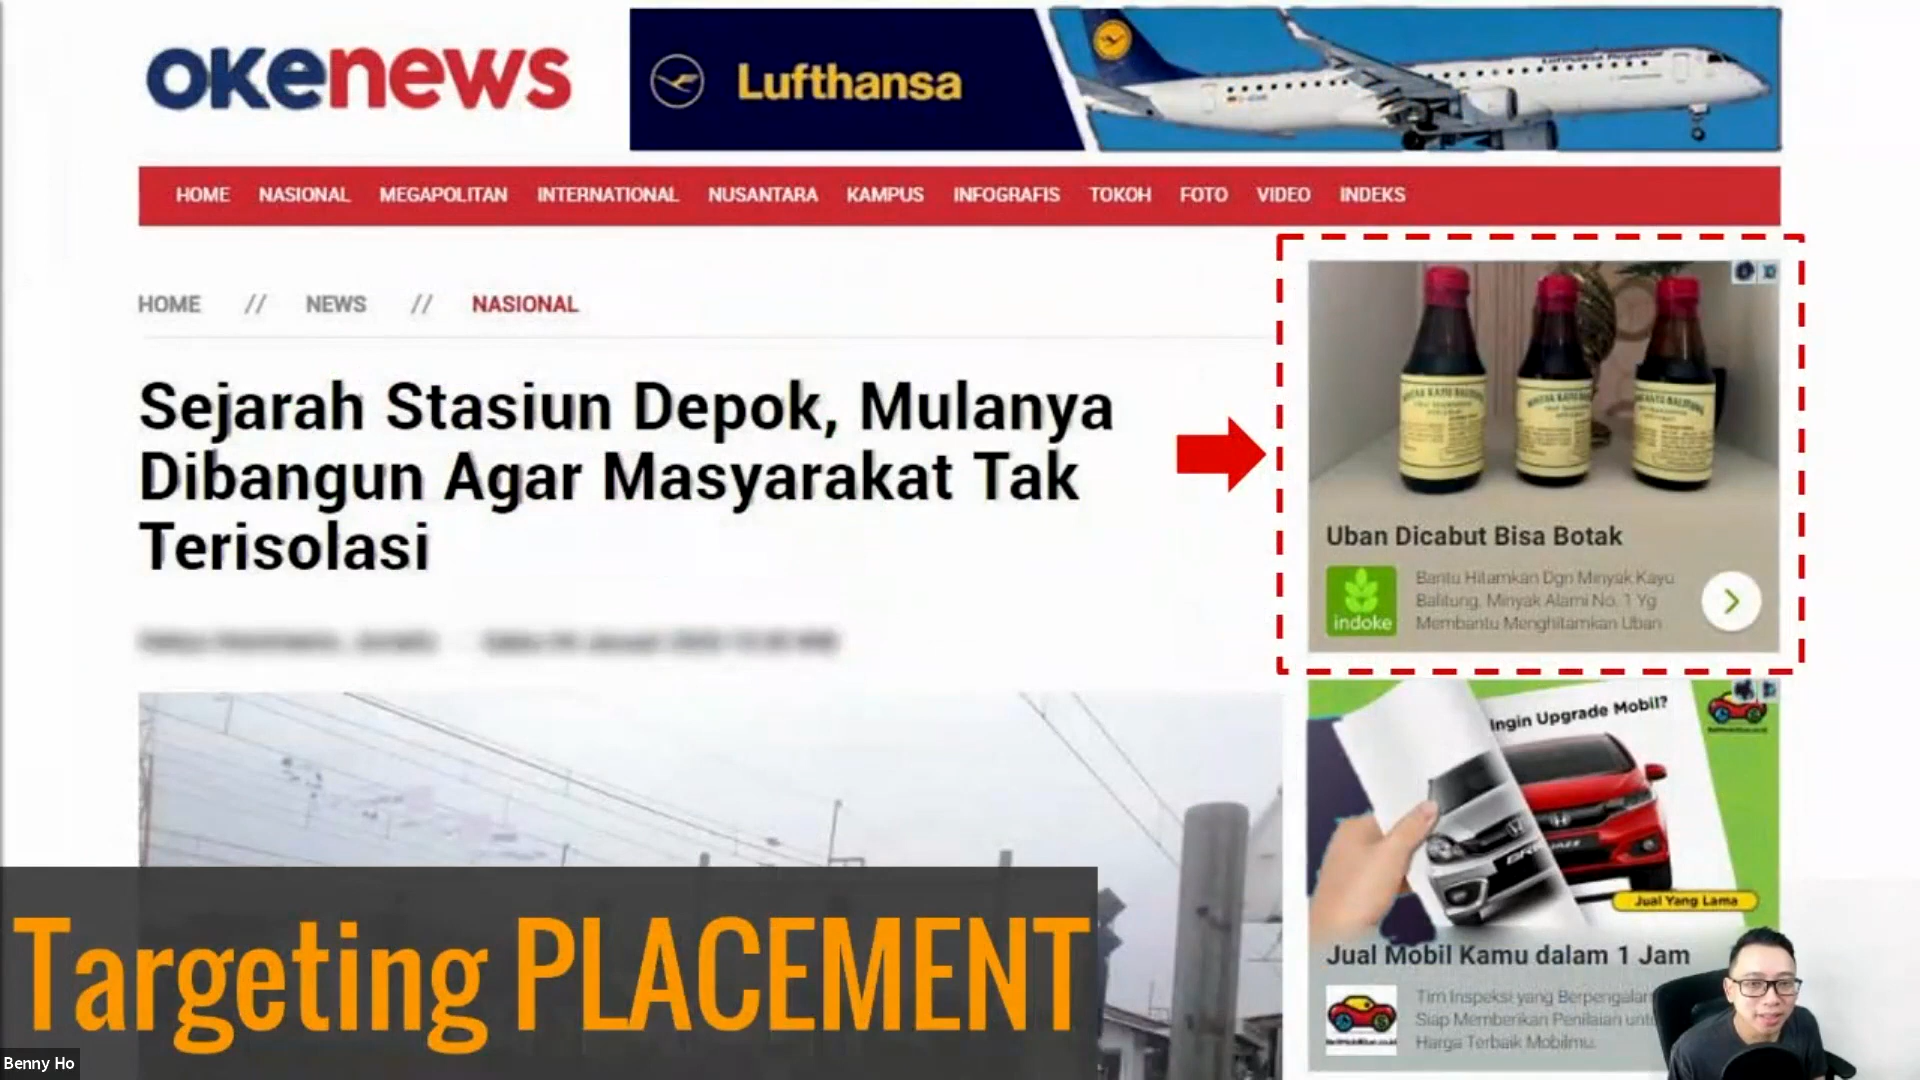 OKenews
Lufthansa
HOME NASIONAL MEGAPOLITAN INTERNATIONAL NUSANTARA KAMPUS INFOGRAFIS TOKOH FOTO VIDEO INDEKS
HOME // NEWS // NASIONAL
Sejarah Stasiun Depok, Mulanya
Dibangun Agar Masyarakat Tak
Terisolasi
Uban Dicabut Bisa Botak
indoke
Bantu Hitamkan Dgn Minyak Kayu
Balitung. Minyak Alami No. 1 Yg
Membantu Menghitamkan Uban
Ingin Upgrade Mobil?
Jual Yang Lama
Jual Mobil Kamu dalam 1 Jam
Tim Inspeksi yang Berpengalaman
Siap Memberikan Penilaian
Harga Terbaik Mobilmu.
Targeting PLACEMENT
Benny Ho